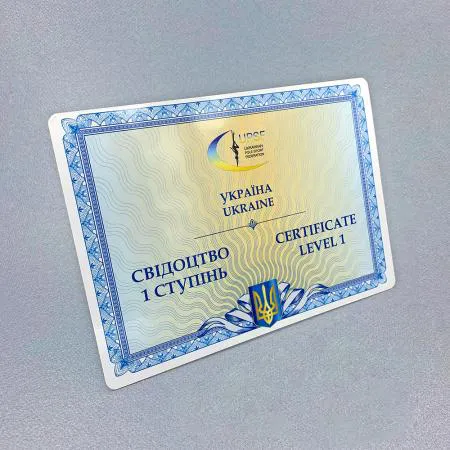 UPSF
UKRAINIAN
POLE SPORT
FEDERATION
УКРАЇНА
UKRAINE
СВІДОЦТВО
1 СТУПІНЬ
CERTIFICATE
LEVEL 1